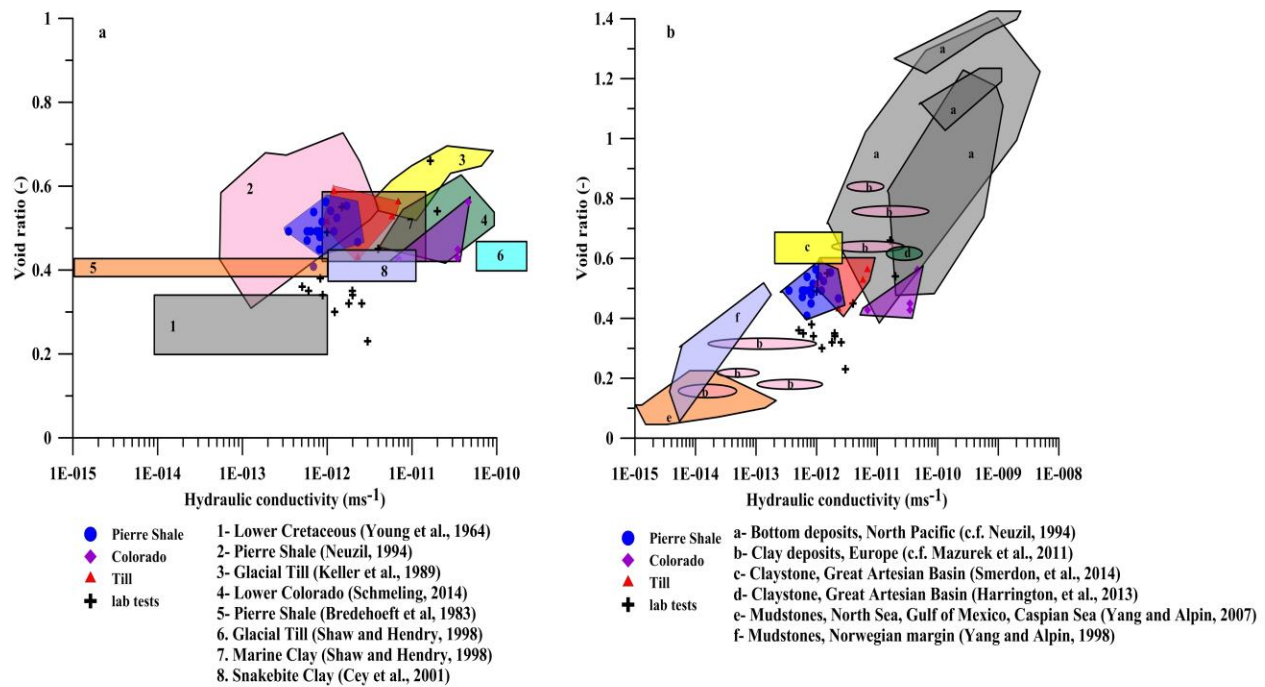 a
1
0.8
0.6
0.4
0.2
0
Void ratio (-)
2
3
7
4
8
6
5
1
1E-015 1E-014 1E-013 1E-012 1E-011 1E-010
Hydraulic conductivity (ms-1)
Pierre Shale
Colorado
Till
lab tests
1- Lower Cretaceous (Young et al., 1964)
2- Pierre Shale (Neuzil, 1994)
3- Glacial Till (Keller et al., 1989)
4- Lower Colorado (Schmeling, 2014)
5- Pierre Shale (Bredehoeft et al, 1983)
6. Glacial Till (Shaw and Hendry, 1998)
7. Marine Clay (Shaw and Hendry, 1998)
8. Snakebite Clay (Cey et al., 2001)
b
1.4
1.2
1
0.8
0.6
0.4
0.2
0
Void ratio (-)
a
a
a
a
b
b
c
b
d
f
b
b
b
b
e
1E-015 1E-014 1E-013 1E-012 1E-011 1E-010 1E-009 1E-008
Hydraulic conductivity (ms-1)
Pierre Shale
Colorado
Till
lab tests
a- Bottom deposits, North Pacific (c.f. Neuzil, 1994)
b- Clay deposits, Europe (c.f. Mazurek et al., 2011)
c- Claystone, Great Artesian Basin (Smerdon, et al., 2014)
d- Claystone, Great Artesian Basin (Harrington, et al., 2013)
e- Mudstones, North Sea, Gulf of Mexico, Caspian Sea (Yang and Alpin, 2007)
f- Mudstones, Norwegian margin (Yang and Alpin, 1998)